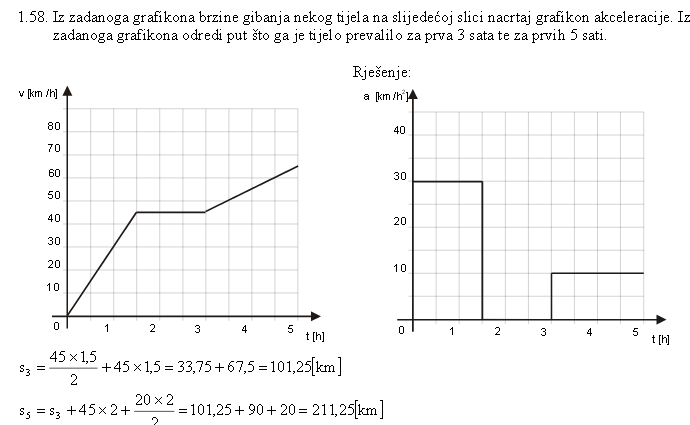 1.58. Iz zadanoga grafikona brzine gibanja nekog tijela na slijedećoj slici nacrtaj grafikon akceleracije. Iz
zadanoga grafikona odredi put što ga je tijelo prevalilo za prva 3 sata te za prvih 5 sati.
Rješenje:
v [km /h]
80
70
60
50
40
30
20
10
0
1 2 3 4 5 t [h]
a [km /h²]
40
30
20
10
0
1 2 3 4 5 t [h]
s₃ = 45×1,5/2 + 45×1,5 = 33,75 + 67,5 = 101,25[km]
s₅ = s₃ + 45×2 + 20×2/2 = 101,25 + 90 + 20 = 211,25[km]